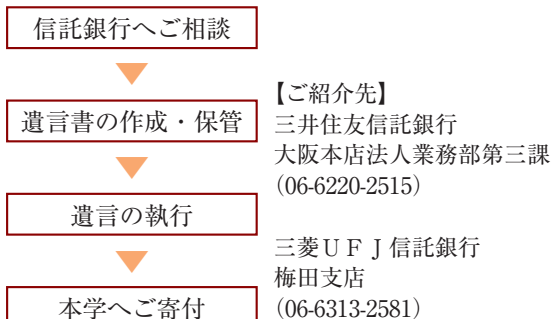 信託銀行へご相談
遺言書の作成・保管
遺言の執行
本学へご寄付
【ご紹介先】
三井住友信託銀行
大阪本店法人業務部第三課
（06-6220-2515）
三菱ＵＦＪ信託銀行
梅田支店
（06-6313-2581）